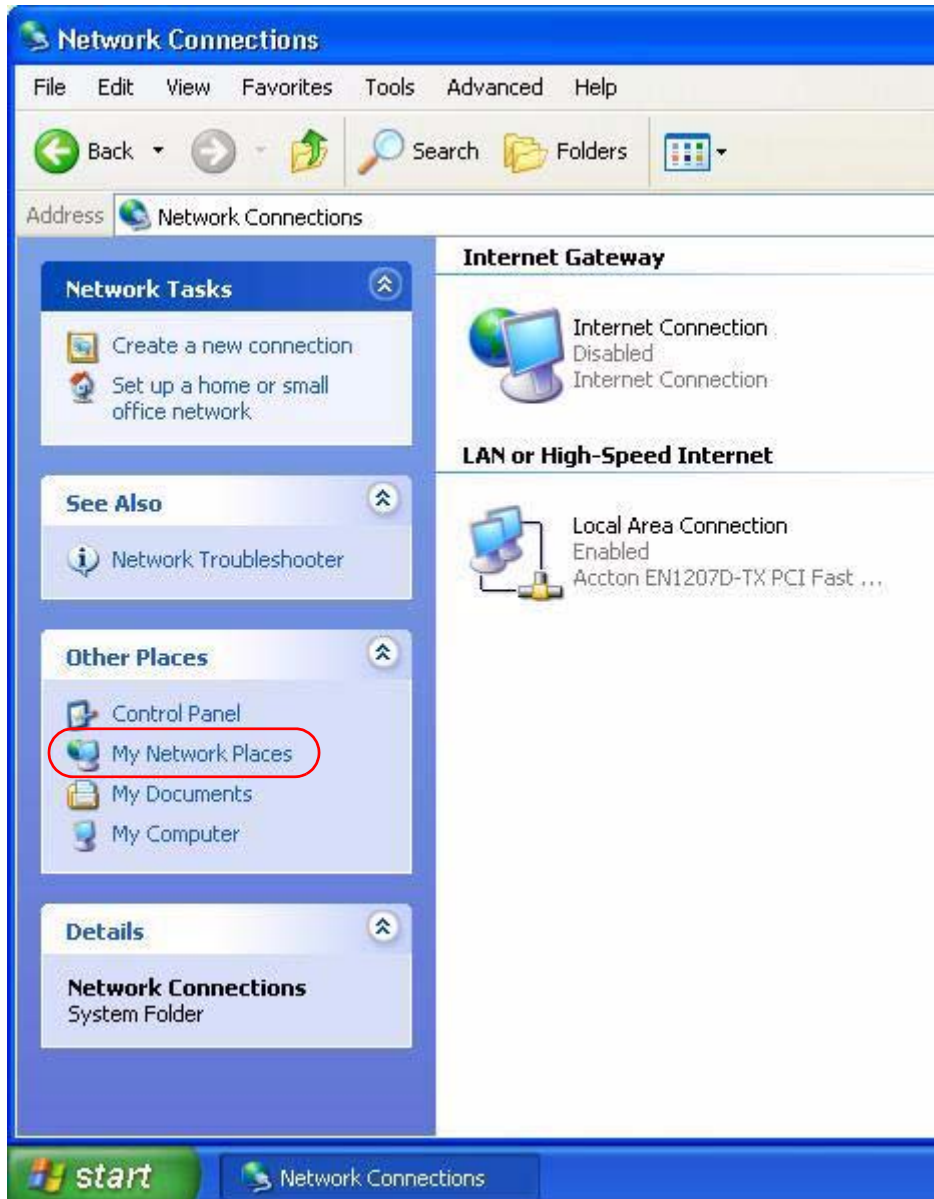 Network Connections
File Edit View Favorites Tools Advanced Help
Back Search Folders
Address Network Connections
Network Tasks
Create a new connection
Set up a home or small
office network
See Also
Network Troubleshooter
Other Places
Control Panel
My Network Places
My Documents
My Computer
Details
Network Connections
System Folder
Internet Gateway
Internet Connection
Disabled
Internet Connection
LAN or High-Speed Internet
Local Area Connection
Enabled
Accton EN1207D-TX PCI Fast ...
start Network Connections